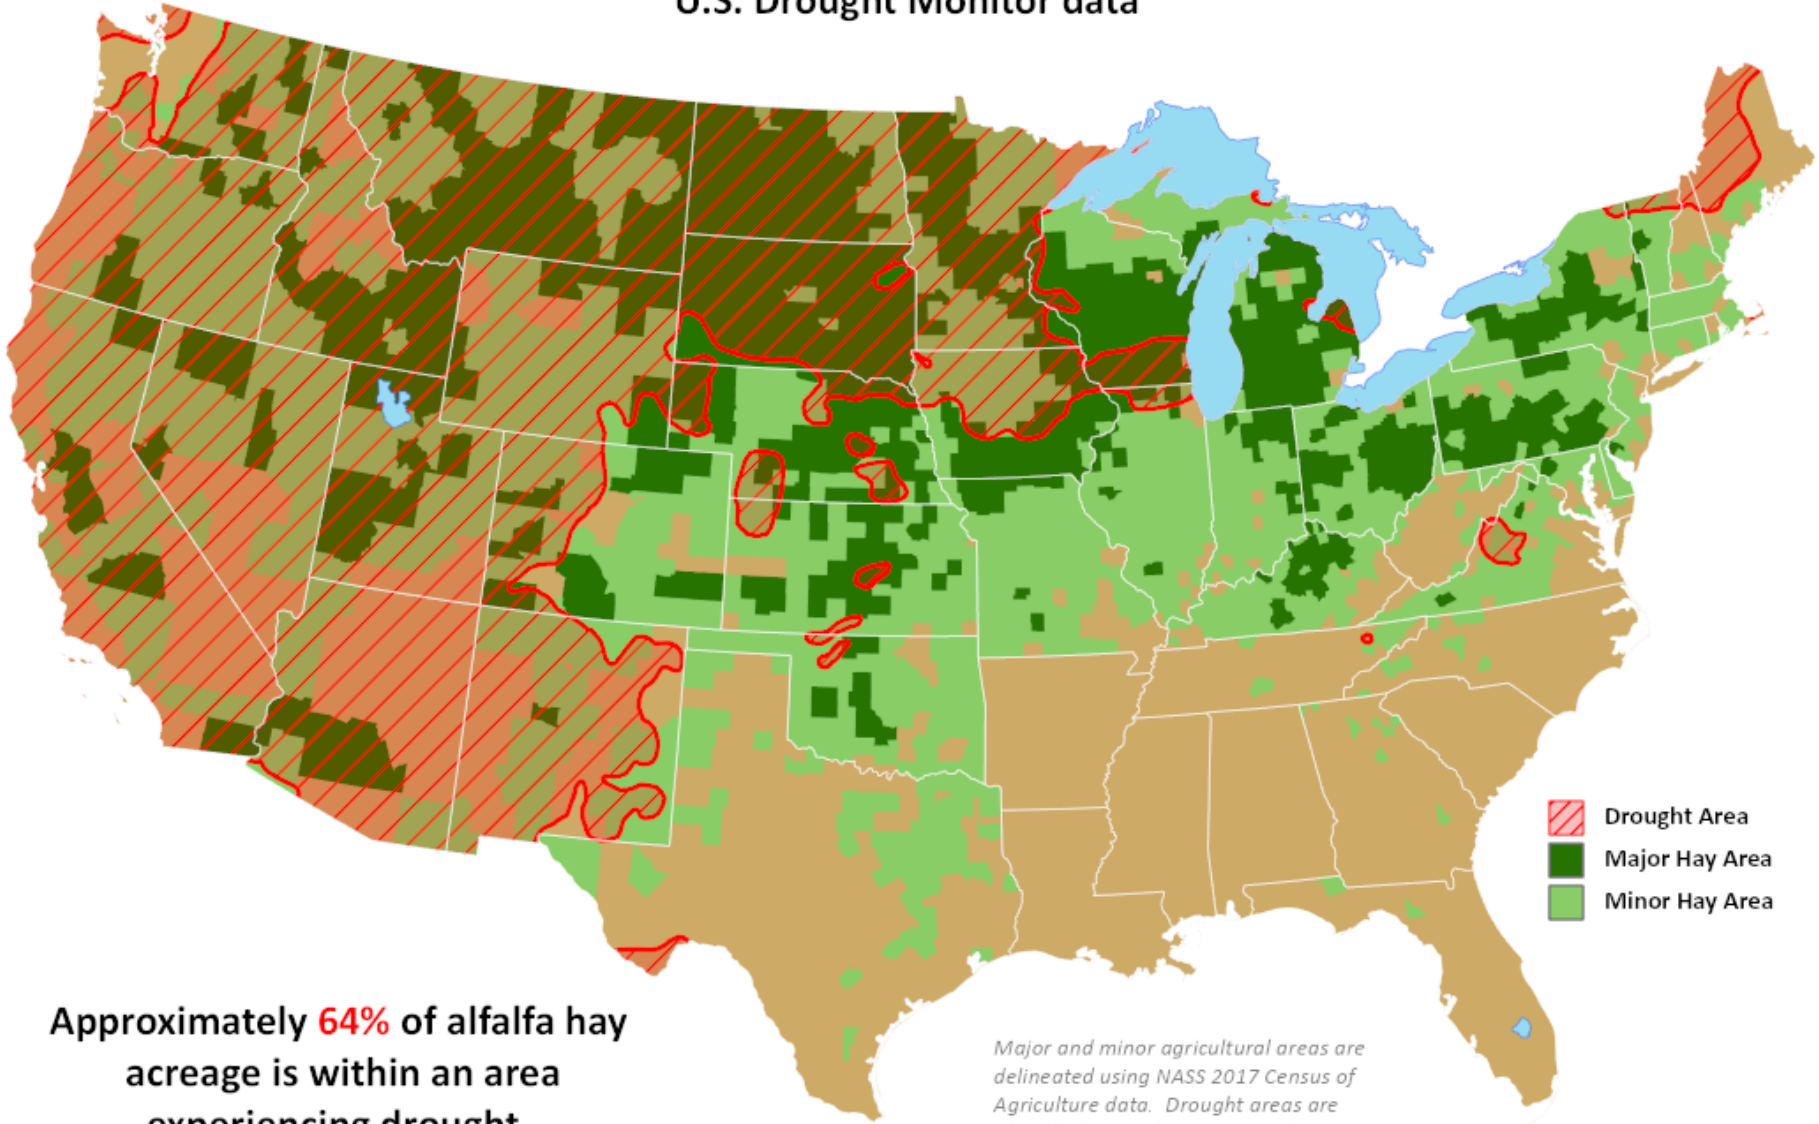 U.S. Drought Monitor data
Drought Area
Major Hay Area
Minor Hay Area
Approximately 64% of alfalfa hay
acreage is within an area
experiencing drought
Major and minor agricultural areas are
delineated using NASS 2017 Census of
Agriculture data. Drought areas are